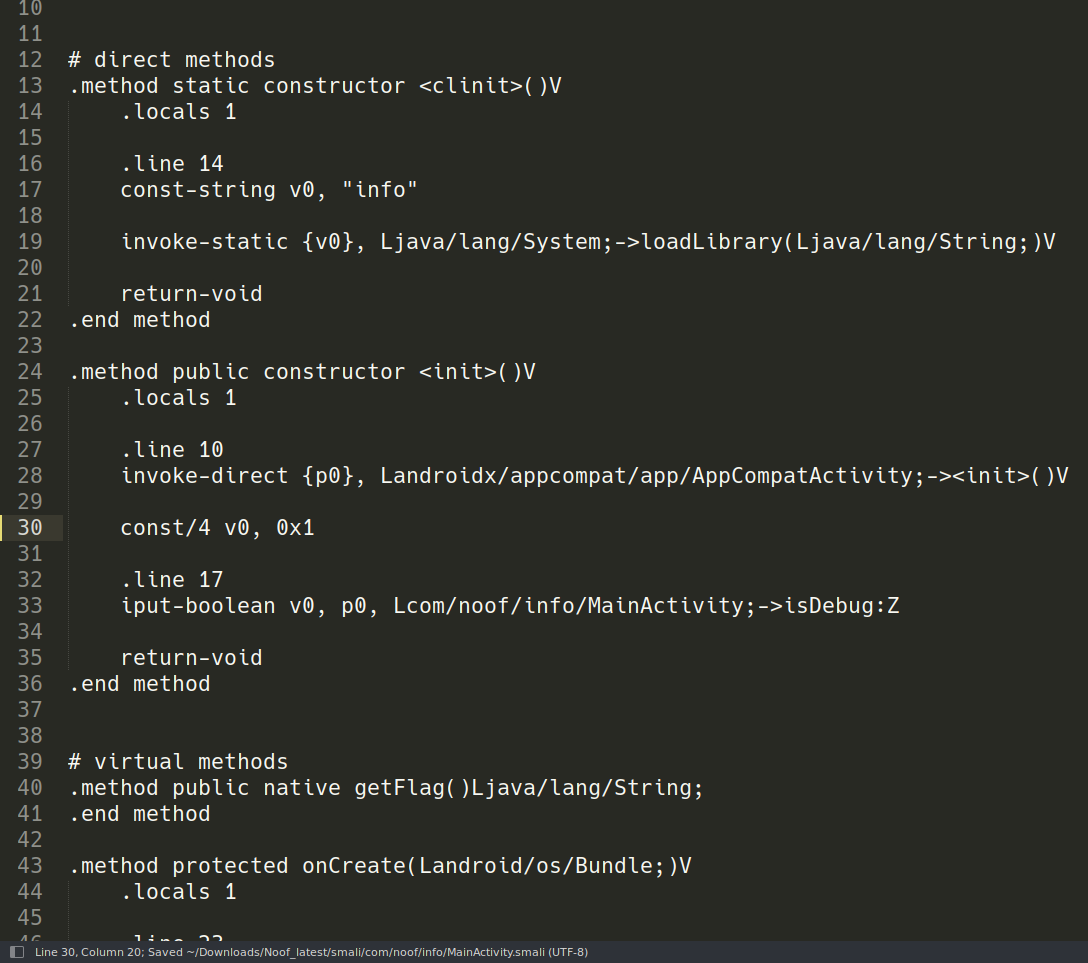 10
11
12 # direct methods
13 .method static constructor <clinit>()V
14 .locals 1
15
16 .line 14
17 const-string v0, "info"
18
19 invoke-static {v0}, Ljava/lang/System;->loadLibrary(Ljava/lang/String;)V
20
21 return-void
22 .end method
23
24 .method public constructor <init>()V
25 .locals 1
26
27 .line 10
28 invoke-direct {p0}, Landroidx/appcompat/app/AppCompatActivity;-><init>()V
29
30 const/4 v0, 0x1
31
32 .line 17
33 iput-boolean v0, p0, Lcom/noof/info/MainActivity;->isDebug:Z
34
35 return-void
36 .end method
37
38
39 # virtual methods
40 .method public native getFlag()Ljava/lang/String;
41 .end method
42
43 .method protected onCreate(Landroid/os/Bundle;)V
44 .locals 1
45
46 .line 23
Line 30, Column 20; Saved ~/Downloads/Noof_latest/smali/com/noof/info/MainActivity.smali (UTF-8)